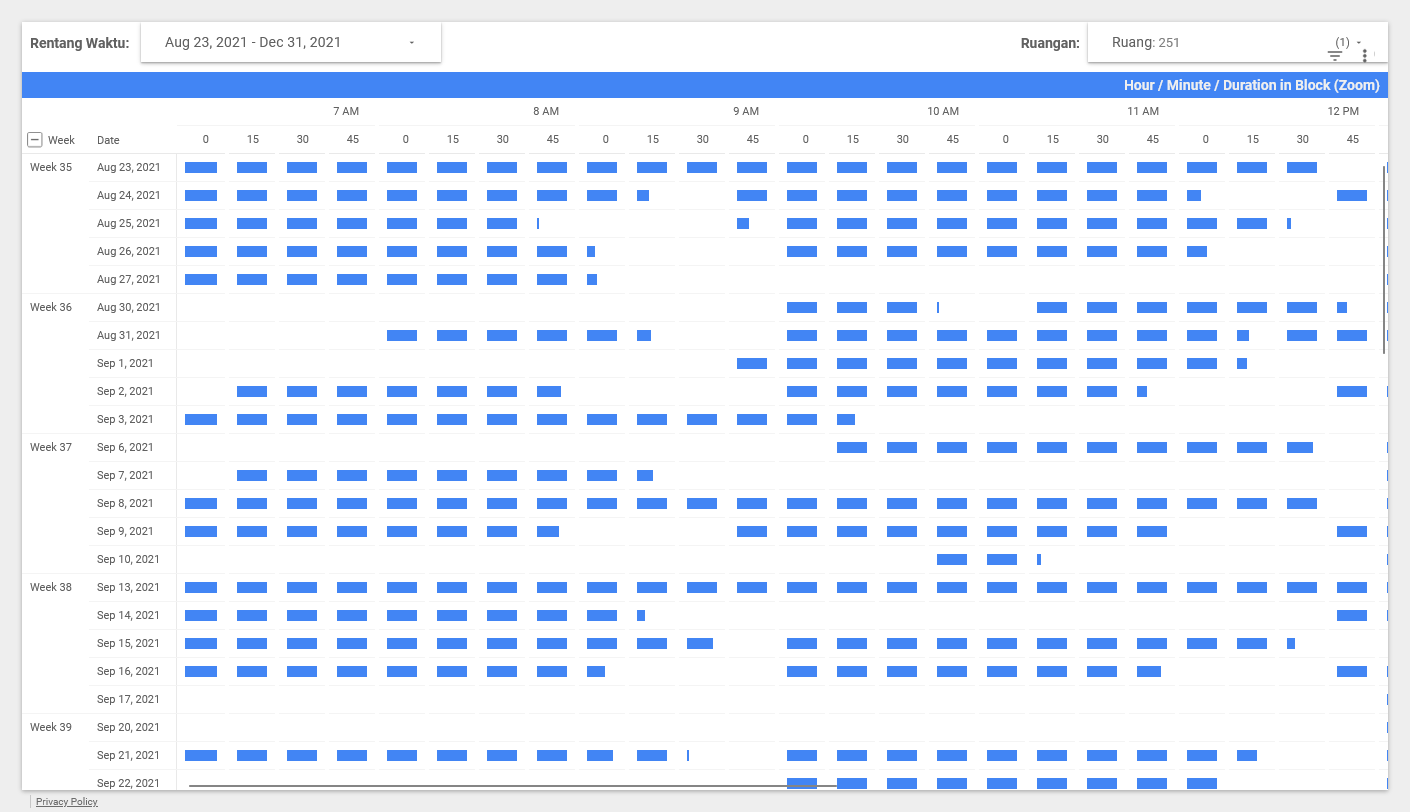 Rentang Waktu: Aug 23, 2021 - Dec 31, 2021 Ruangan: Ruang: 251 (1)
Hour / Minute / Duration in Block (Zoom)
7 AM 8 AM 9 AM 10 AM 11 AM 12 PM
Week Date 0 15 30 45 0 15 30 45 0 15 30 45 0 15 30 45 0 15 30 45 0 15 30 45
Week 35 Aug 23, 2021
Aug 24, 2021
Aug 25, 2021
Aug 26, 2021
Aug 27, 2021
Week 36 Aug 30, 2021
Aug 31, 2021
Sep 1, 2021
Sep 2, 2021
Sep 3, 2021
Week 37 Sep 6, 2021
Sep 7, 2021
Sep 8, 2021
Sep 9, 2021
Sep 10, 2021
Week 38 Sep 13, 2021
Sep 14, 2021
Sep 15, 2021
Sep 16, 2021
Sep 17, 2021
Week 39 Sep 20, 2021
Sep 21, 2021
Sep 22, 2021
Privacy Policy